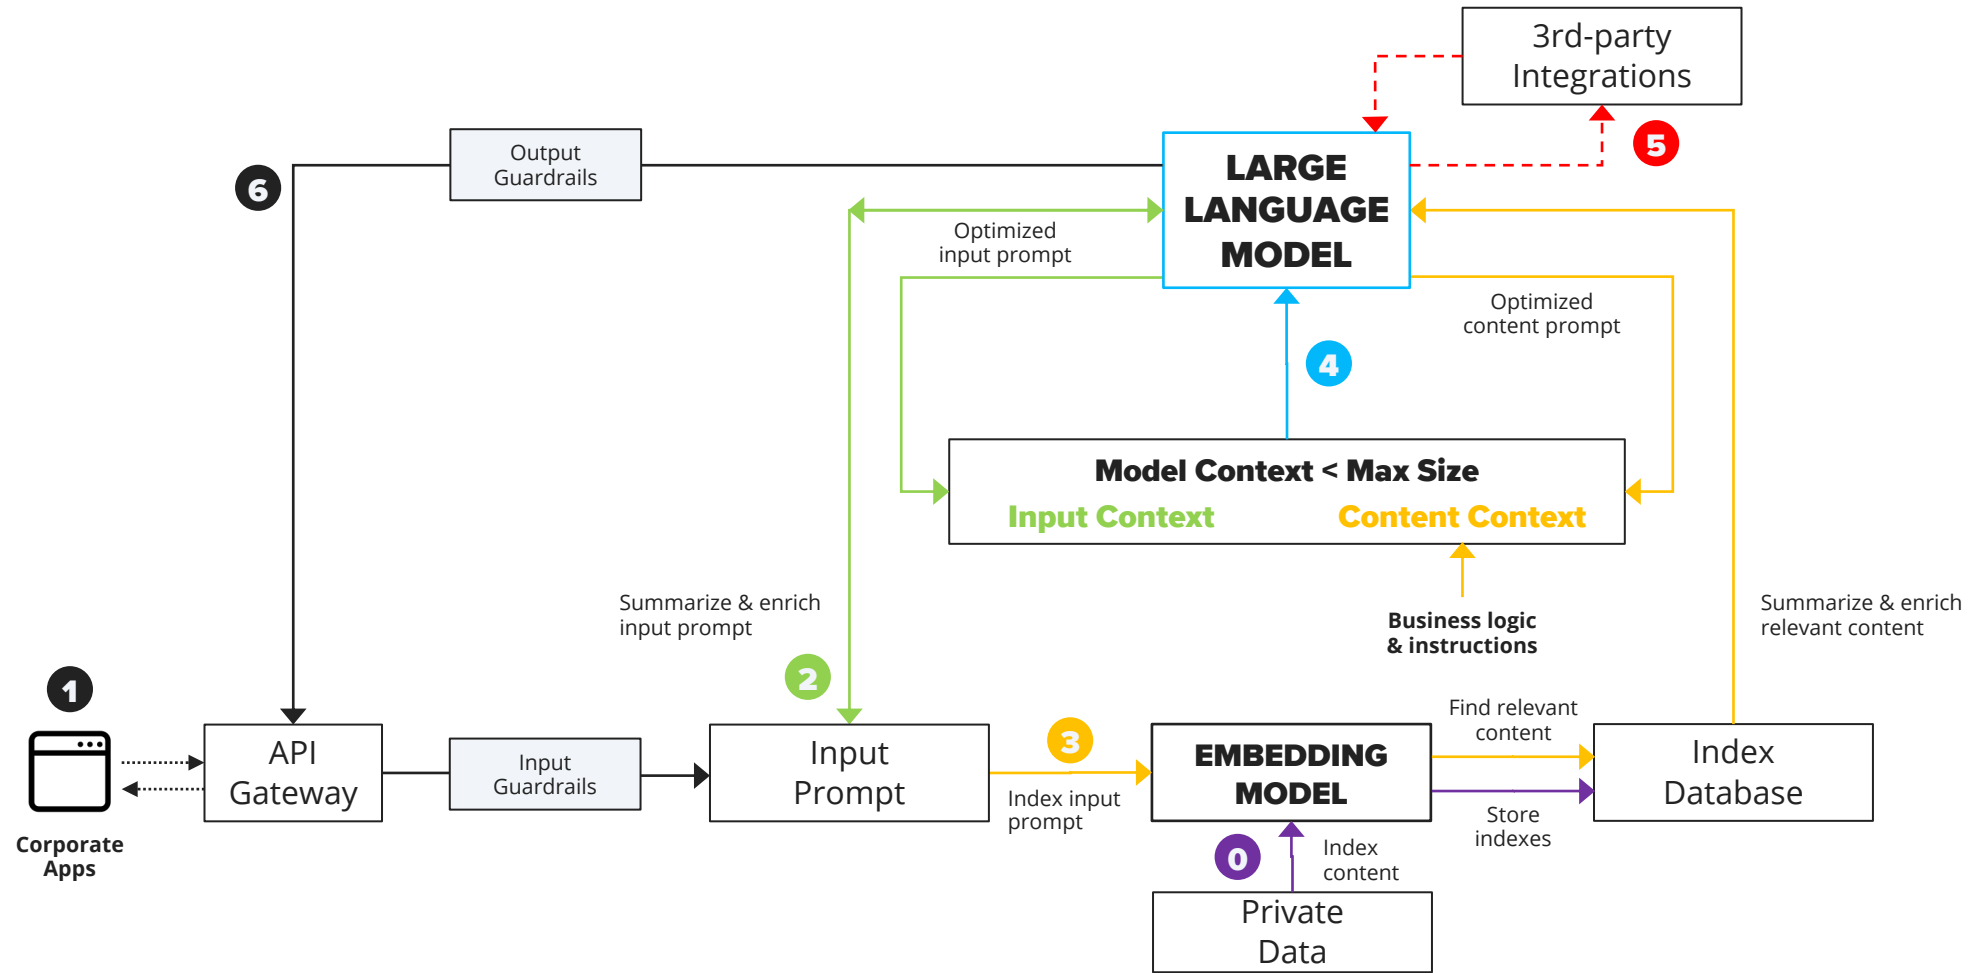 3rd-party
Integrations
5
Output
Guardrails
6
LARGE
LANGUAGE
MODEL
Optimized
input prompt
Optimized
content prompt
4
Model Context < Max Size
Input Context
Content Context
Summarize & enrich
input prompt
Business logic
& instructions
Summarize & enrich
relevant content
1
2
Corporate
Apps
API
Gateway
Input
Guardrails
Input
Prompt
3
Index input
prompt
EMBEDDING
MODEL
Find relevant
content
Store
indexes
Index
Database
0
Index
content
Private
Data